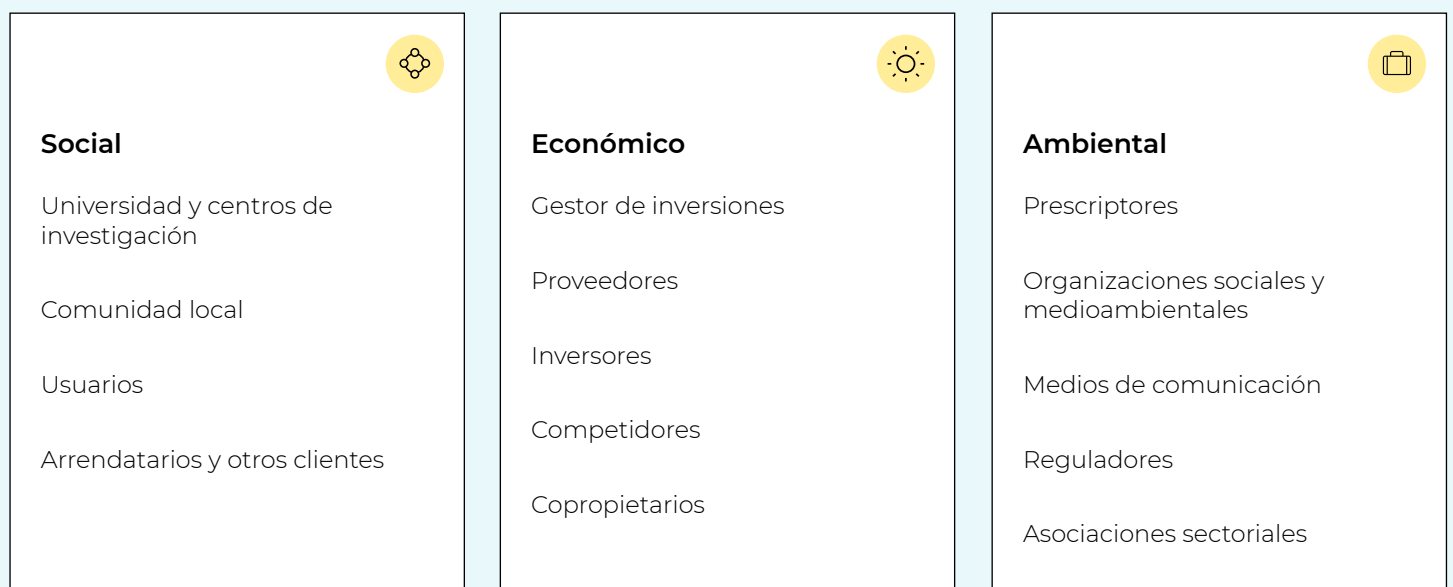 Social
Universidad y centros de
investigación
Comunidad local
Usuarios
Arrendatarios y otros clientes
Económico
Gestor de inversiones
Proveedores
Inversores
Competidores
Copropietarios
Ambiental
Prescriptores
Organizaciones sociales y
medioambientales
Medios de comunicación
Reguladores
Asociaciones sectoriales